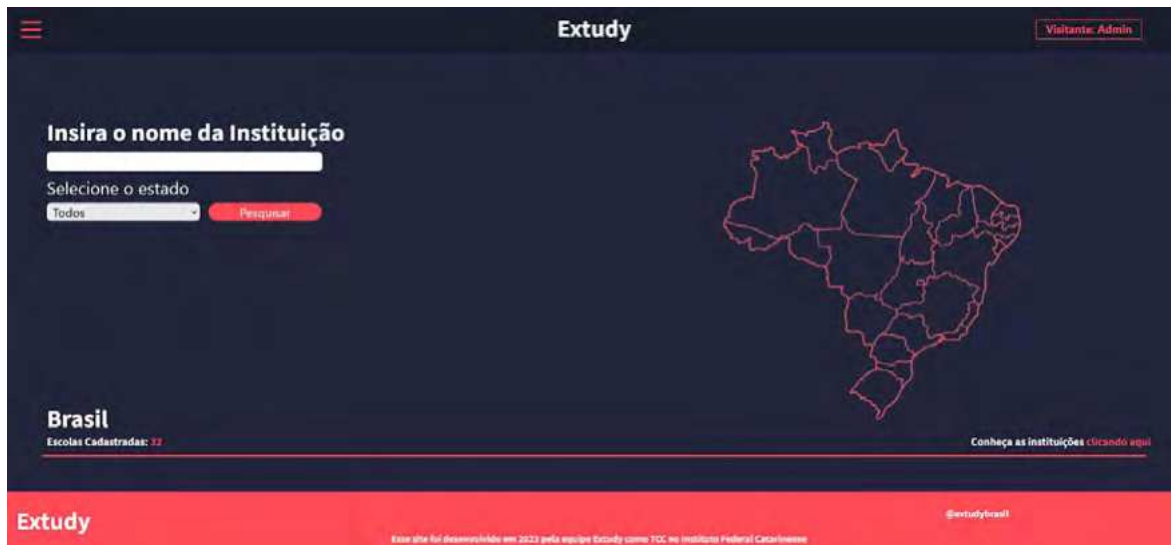 Extudy
Visitante: Admin
Insira o nome da Instituição
Selecione o estado
Todos
Pesquisar
Brasil
Escolas Cadastradas: 32
Conheça as instituições clicando aqui
Extudy
@extudybrasil
Esse site foi desenvolvido em 2023 pela equipe Extudy como TCC no Instituto Federal Catarinense